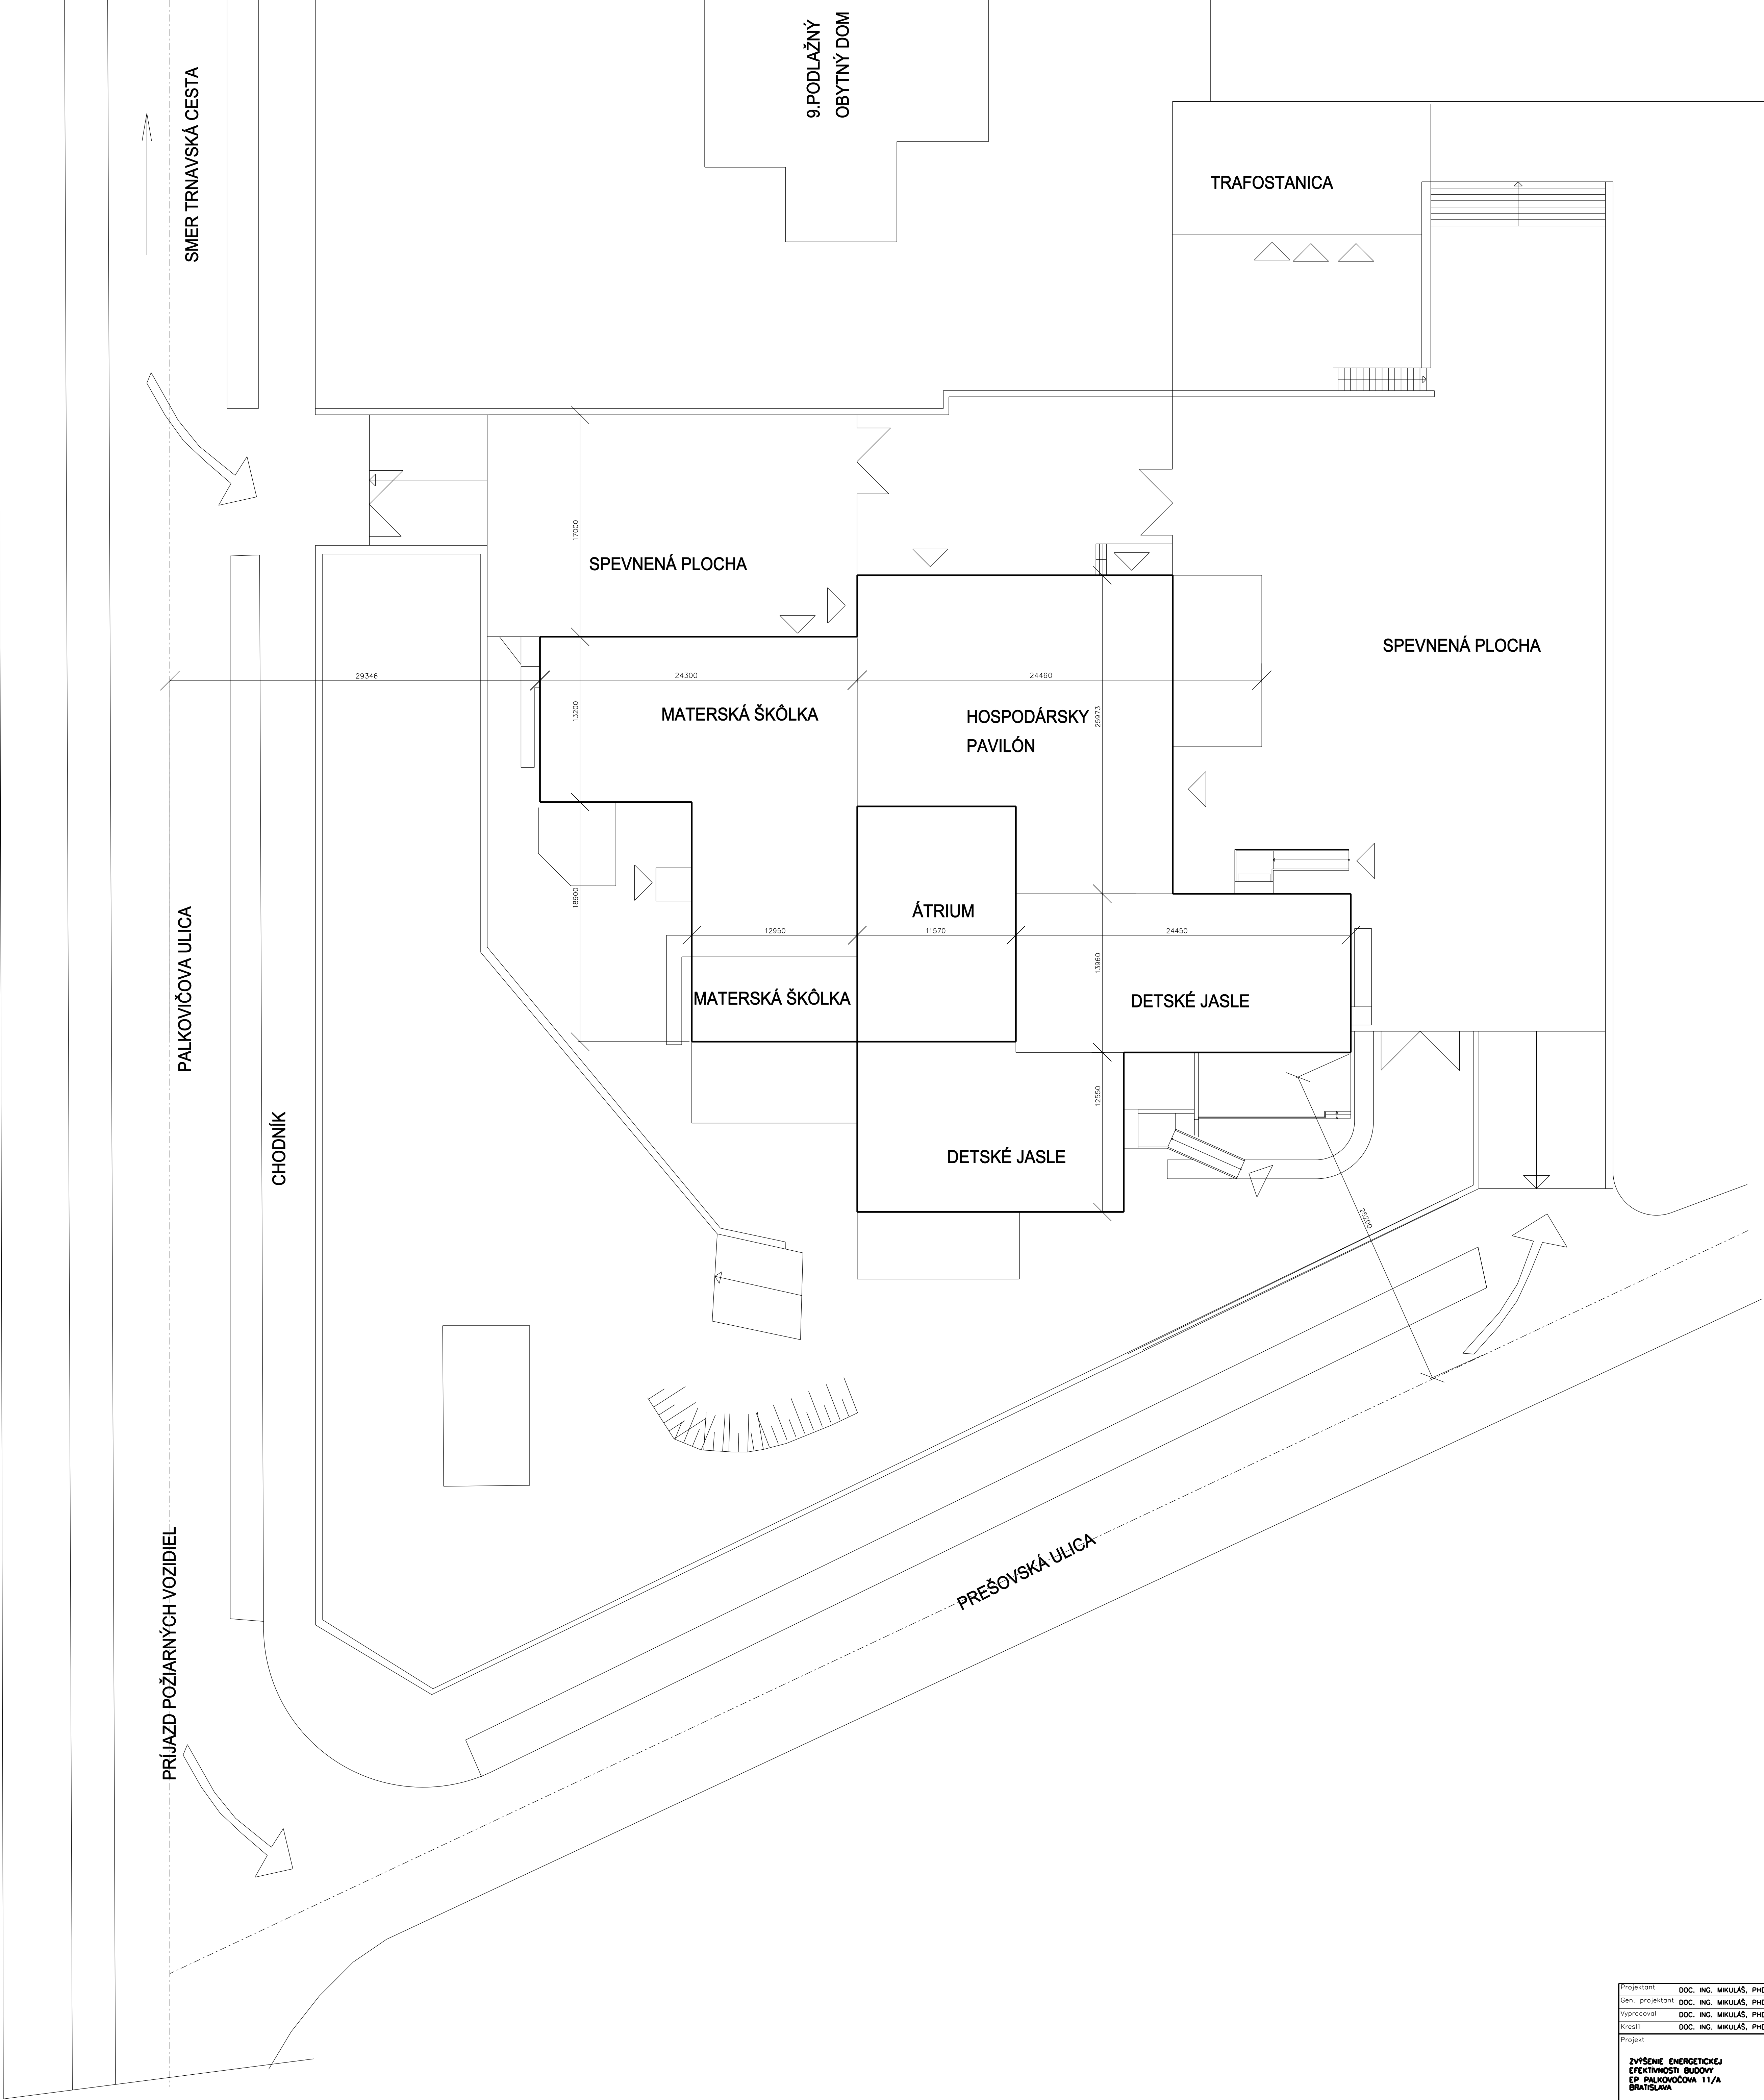 9.PODLAŽNÝ
OBYTNÝ DOM
SMER TRNAVSKÁ CESTA
TRAFOSTANICA
17000
SPEVNENÁ PLOCHA
SPEVNENÁ PLOCHA
29346
24300
24460
13200
MATERSKÁ ŠKÔLKA
HOSPODÁRSKY
PAVILÓN
25973
18900
ÁTRIUM
PALKOVIČOVA ULICA
12950
11570
24450
13960
MATERSKÁ ŠKÔLKA
DETSKÉ JASLE
12550
CHODNÍK
DETSKÉ JASLE
25200
PREŠOVSKÁ ULICA
PRÍJAZD POŽIARNÝCH VOZIDIEL
Projektant DOC. ING. MIKULÁŠ, PHD
Gen. projektant DOC. ING. MIKULÁŠ, PHD
Vypracoval DOC. ING. MIKULÁŠ, PHD
Kreslil DOC. ING. MIKULÁŠ, PHD
Projekt
ZVÝŠENIE ENERGETICKEJ
EFEKTÍVNOSTI BUDOVY
EP PALKOVOČOVA 11/A
BRATISLAVA